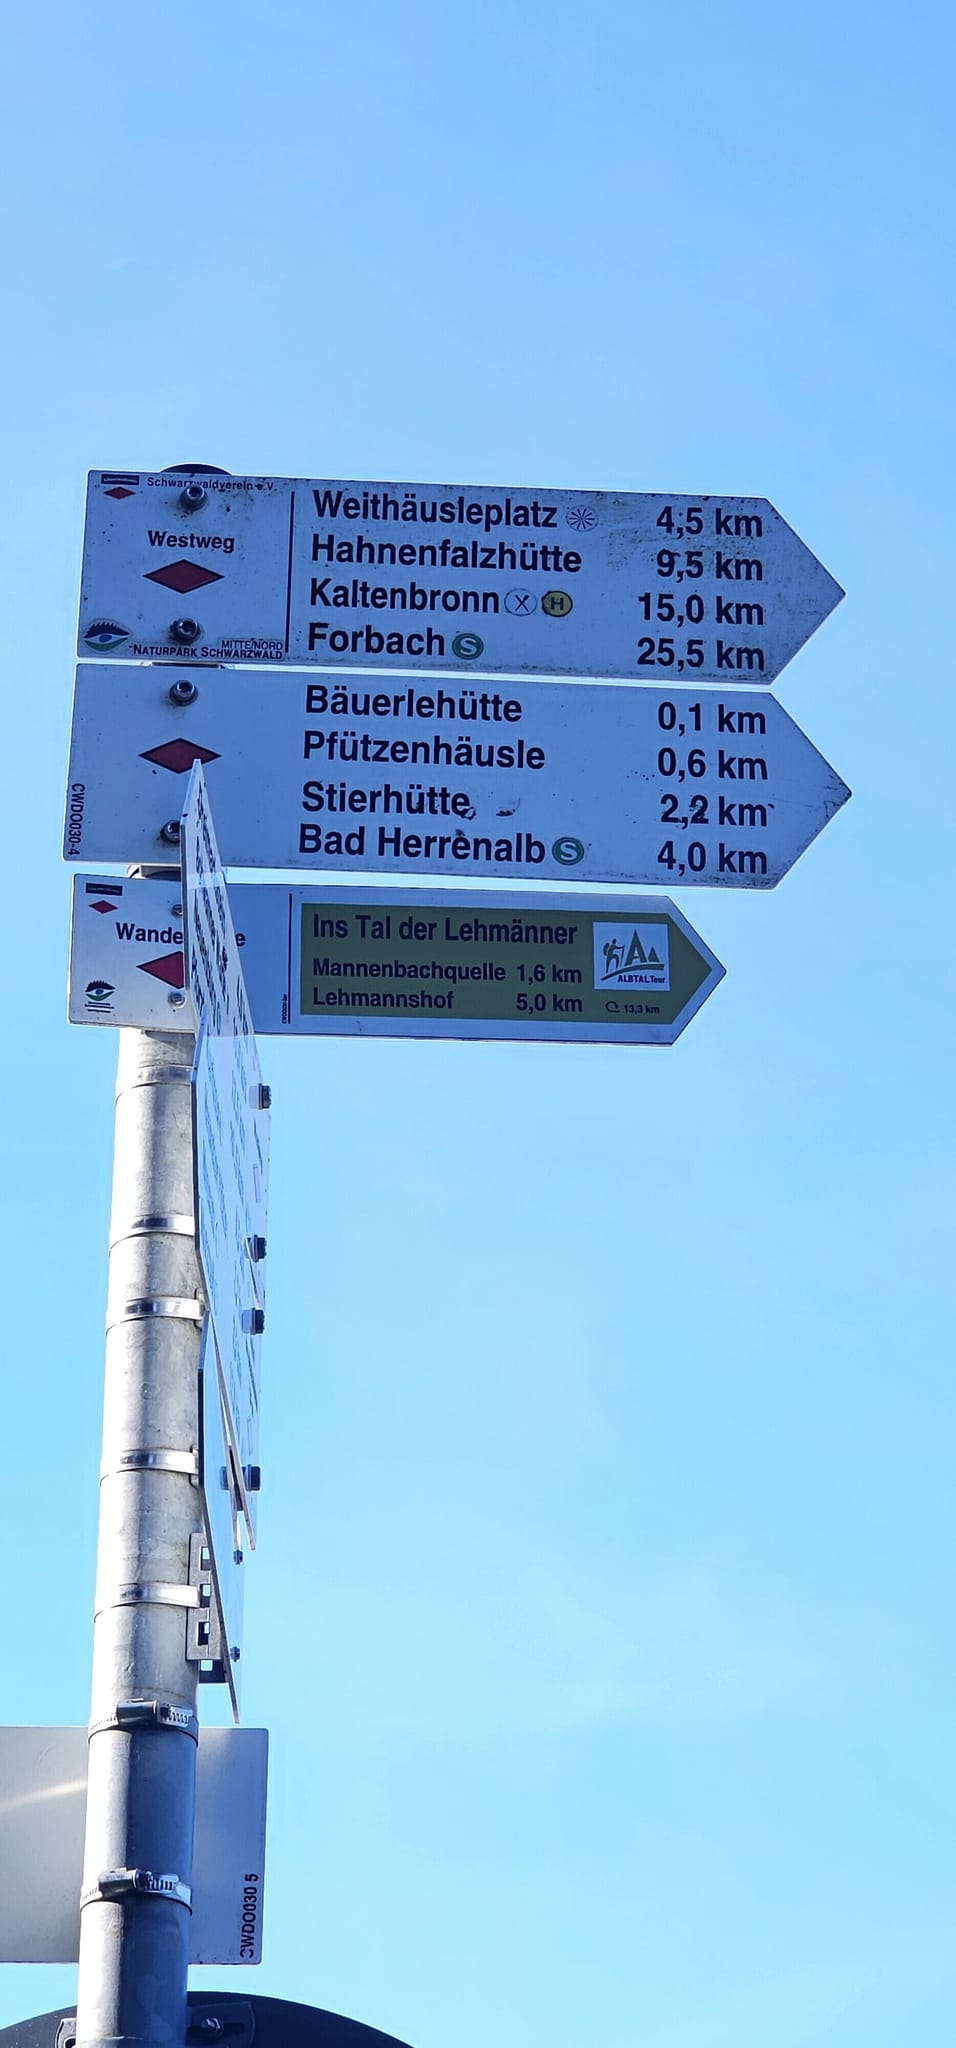 Schwarzwaldverein e.V.
Westweg
MITTE/NORD
NATURPARK SCHWARZWALD
Weithäusleplatz 4,5 km
Hahnenfalzhütte 9,5 km
Kaltenbronn H 15,0 km
Forbach S 25,5 km
CWDO030-4
Bäuerlehütte 0,1 km
Pfützenhäusle 0,6 km
Stierhütte 2,2 km
Bad Herrenalb S 4,0 km
Ins Tal der Lehmänner
Mannenbachquelle 1,6 km
Lehmannshof 5,0 km
ALBTAL.Tour
13,3 km
CWDO030 5